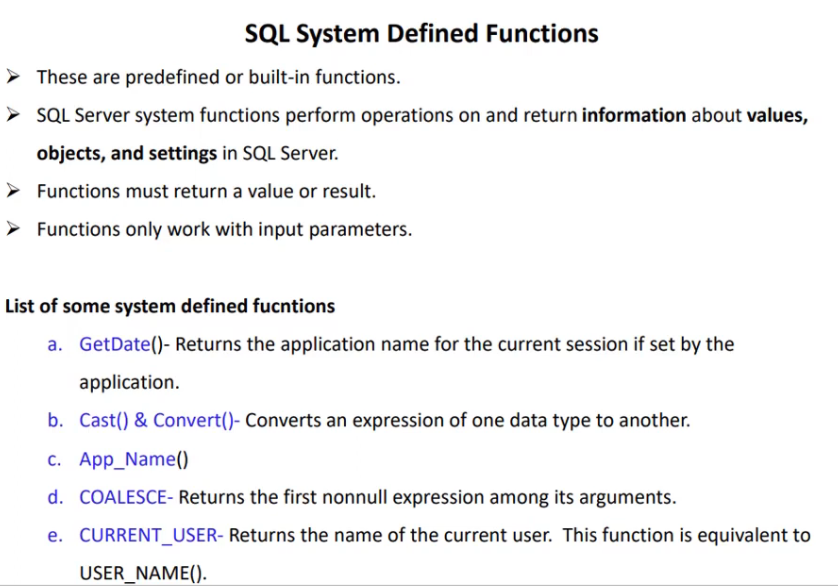 SQL System Defined Functions
➤ These are predefined or built-in functions.
➤ SQL Server system functions perform operations on and return information about values,
objects, and settings in SQL Server.
➤ Functions must return a value or result.
➤ Functions only work with input parameters.
List of some system defined fucntions
a. GetDate()- Returns the application name for the current session if set by the
application.
b. Cast() & Convert()- Converts an expression of one data type to another.
c. App_Name()
d. COALESCE- Returns the first nonnull expression among its arguments.
e. CURRENT_USER- Returns the name of the current user. This function is equivalent to
USER_NAME().